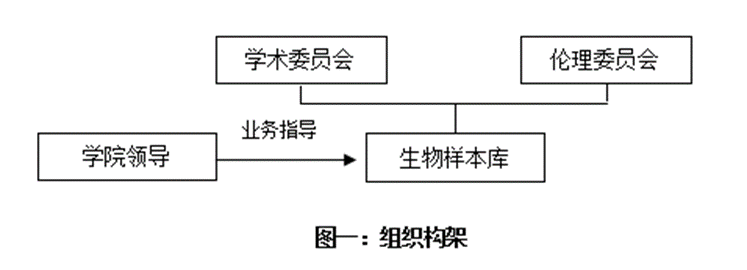 学术委员会
伦理委员会
业务指导
学院领导
生物样本库
图一：组织构架